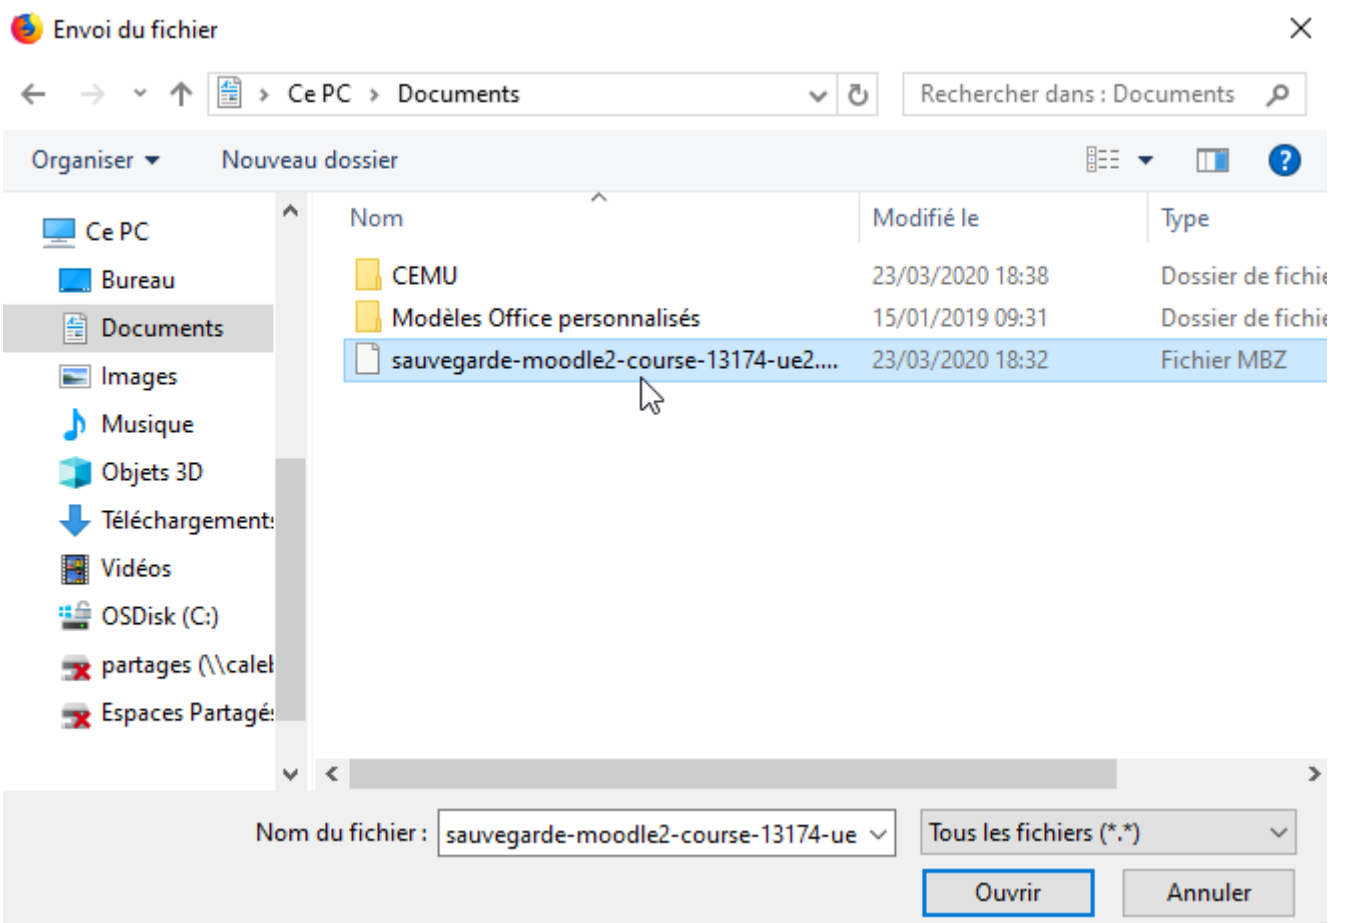 Envoi du fichier
Ce PC > Documents
Rechercher dans : Documents
Organiser
Nouveau dossier
Nom
Modifié le
Type
Ce PC
Bureau
Documents
Images
Musique
Objets 3D
Téléchargements
Vidéos
OSDisk (C:)
partages (\\caleb
Espaces Partagés
CEMU 23/03/2020 18:38 Dossier de fichie
Modèles Office personnalisés 15/01/2019 09:31 Dossier de fichie
sauvegarde-moodle2-course-13174-ue2.... 23/03/2020 18:32 Fichier MBZ
Nom du fichier : sauvegarde-moodle2-course-13174-ue
Tous les fichiers (*.*)
Ouvrir
Annuler